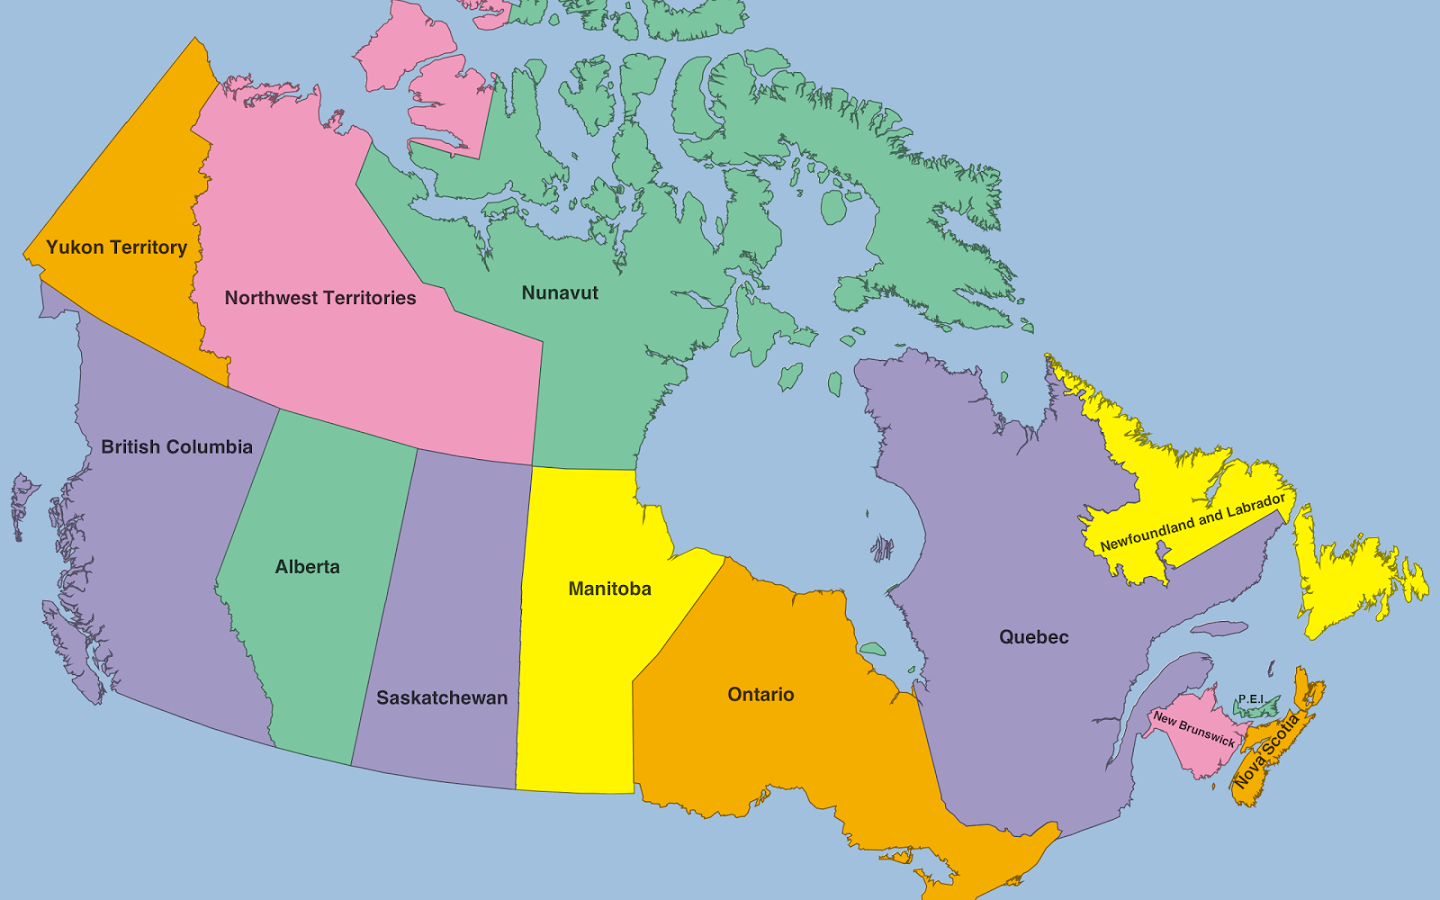 Yukon Territory
Northwest Territories
Nunavut
British Columbia
Alberta
Saskatchewan
Manitoba
Ontario
Quebec
Newfoundland and Labrador
P.E.I.
New Brunswick
Nova Scotia